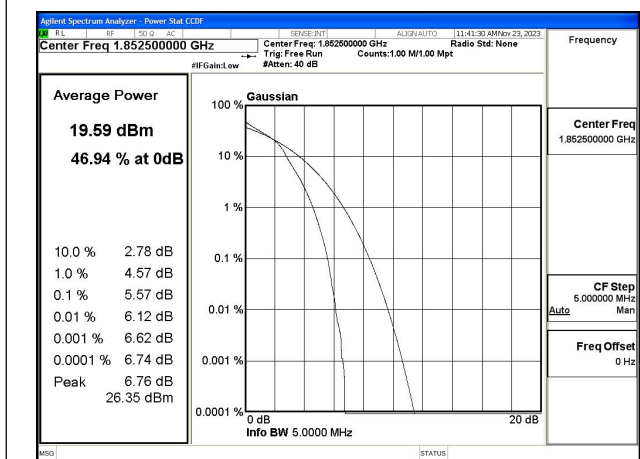 Agilent Spectrum Analyzer - Power Stat CCDF
RL RF 50 Ω AC SENSE:INT ALIGN AUTO 11:41:30 AM Nov 23, 2023
Center Freq 1.852500000 GHz
Center Freq: 1.852500000 GHz Radio Std: None
Trig: Free Run Counts:1.00 M/1.00 Mpt
#IFGain:Low #Atten: 40 dB
Frequency
Average Power
19.59 dBm
46.94 % at 0dB
10.0 % 2.78 dB
1.0 % 4.57 dB
0.1 % 5.57 dB
0.01 % 6.12 dB
0.001 % 6.62 dB
0.0001 % 6.74 dB
Peak 6.76 dB
26.35 dBm
Gaussian
100 %
10 %
1 %
0.1 %
0.01 %
0.001 %
0.0001 %
0 dB 20 dB
Info BW 5.0000 MHz
Center Freq
1.852500000 GHz
CF Step
5.000000 MHz
Auto Man
Freq Offset
0 Hz
MSG STATUS